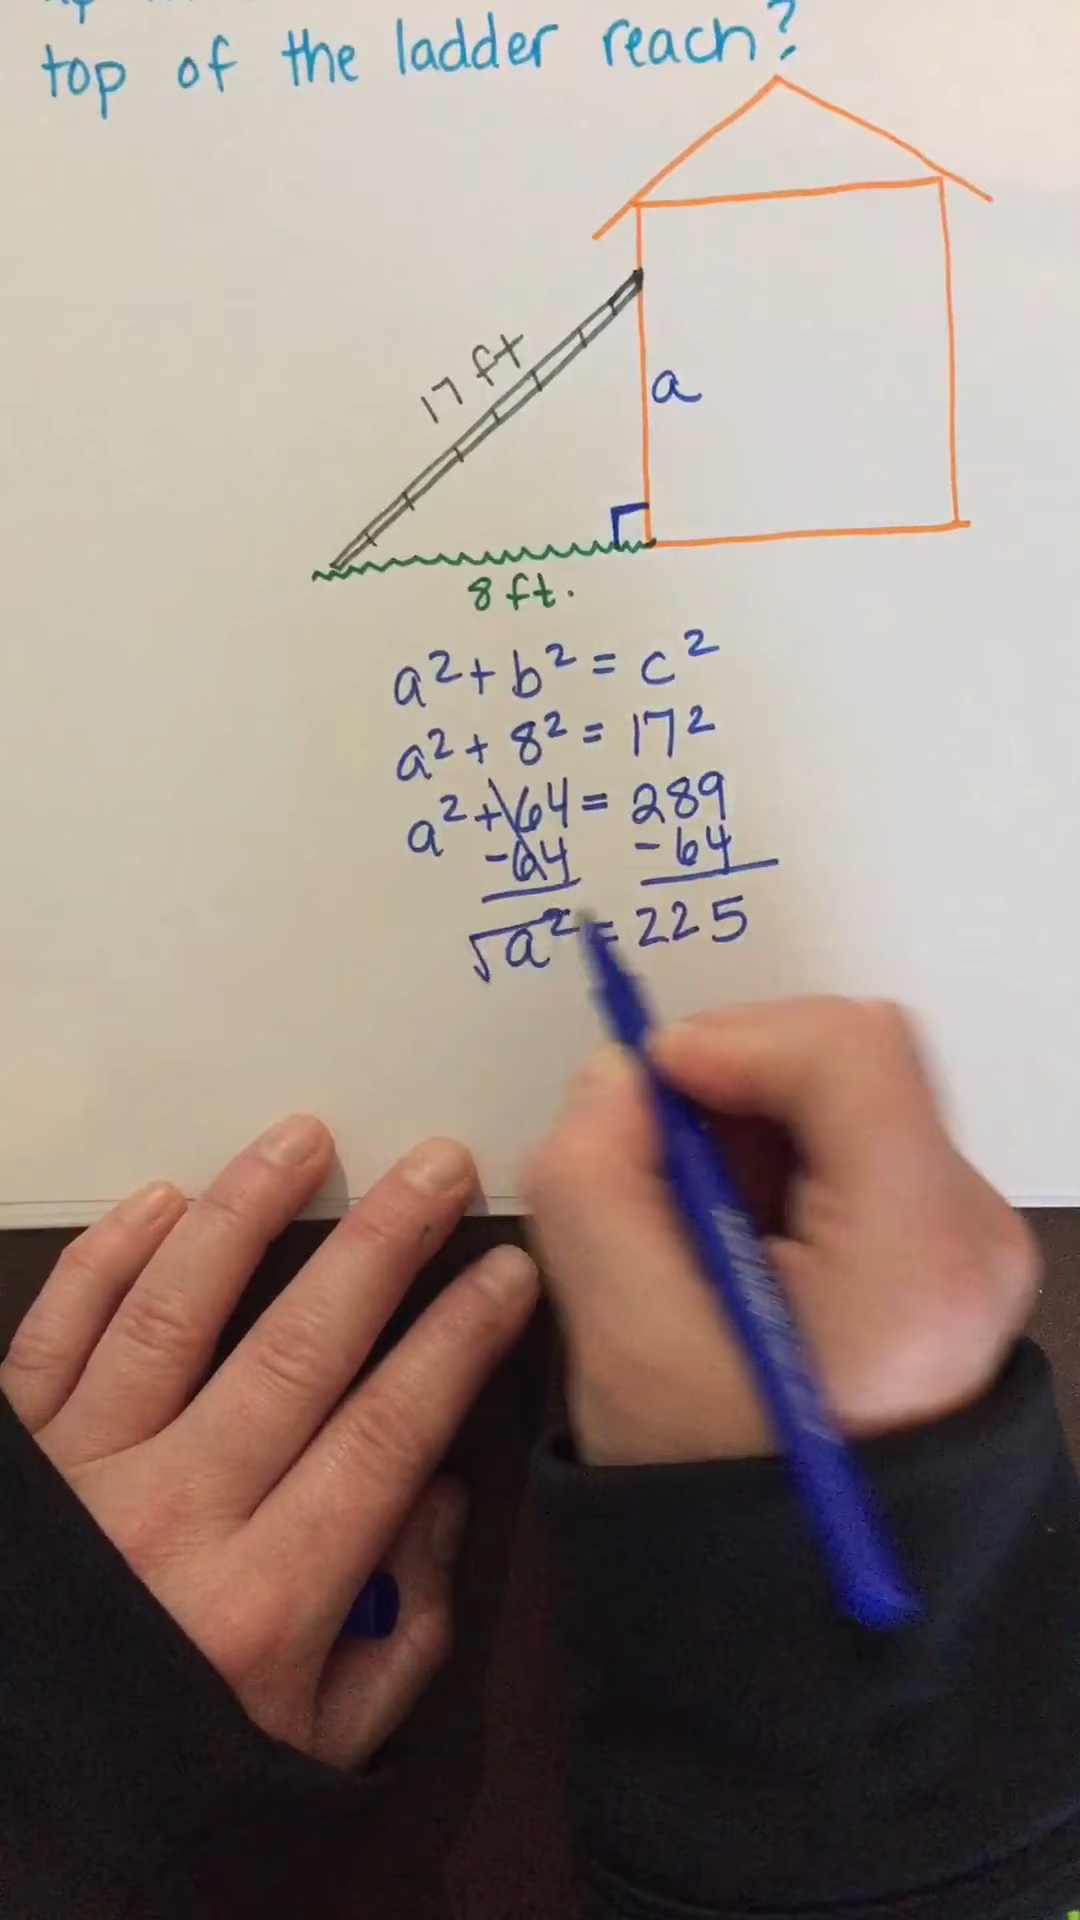 top of the ladder reach?
17 ft
a
8 ft.
a² + b² = c²
a² + 8² = 17²
a² + 64 = 289
-64 -64
√a² = 225